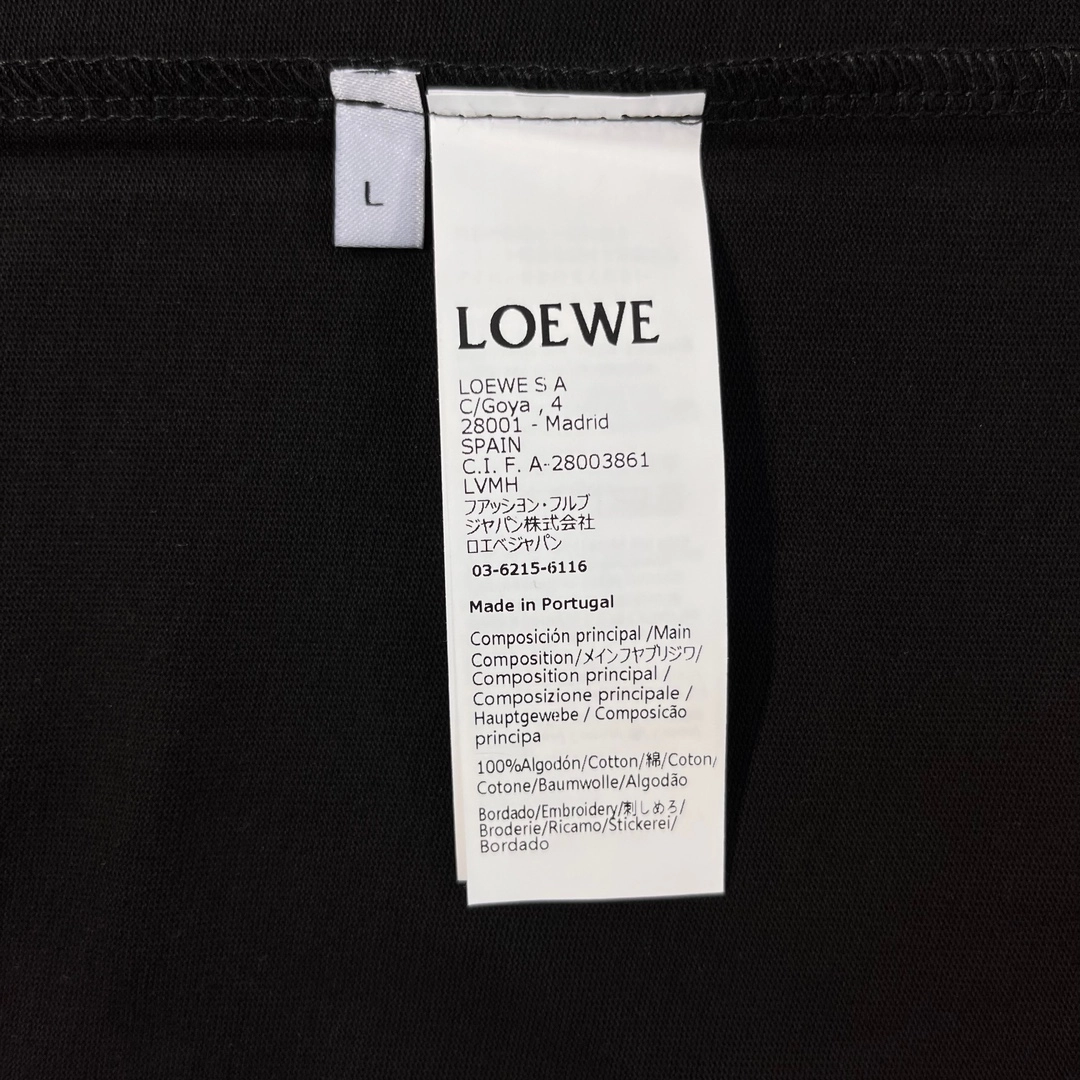 L
LOEWE
LOEWE S A
C/Goya , 4
28001 - Madrid
SPAIN
C.I. F. A-28003861
LVMH
フアッション・フルブ
ジヤパン株式会社
ロエベジャパン
03-6215-6116
Made in Portugal
Composición principal /Main
Composition/メインフヤブリジワ/
Composition principal /
Composizione principale /
Hauptgewebe / Composicão
principa
100%Algodón/Cotton/綿/Coton/
Cotone/Baumwolle/Algodão
Bordado/Embroidery/刺しめろ/
Broderie/Ricamo/Stickerei/
Bordado